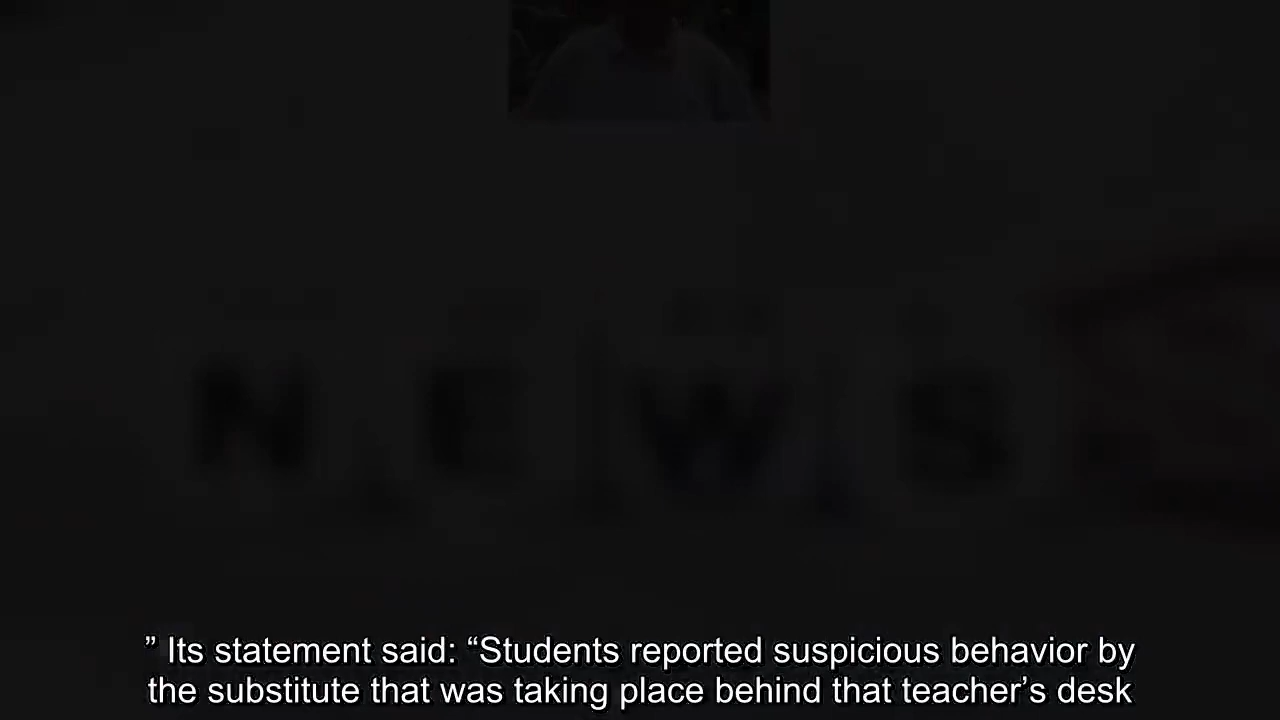 N E W S
” Its statement said: “Students reported suspicious behavior by
the substitute that was taking place behind that teacher’s desk